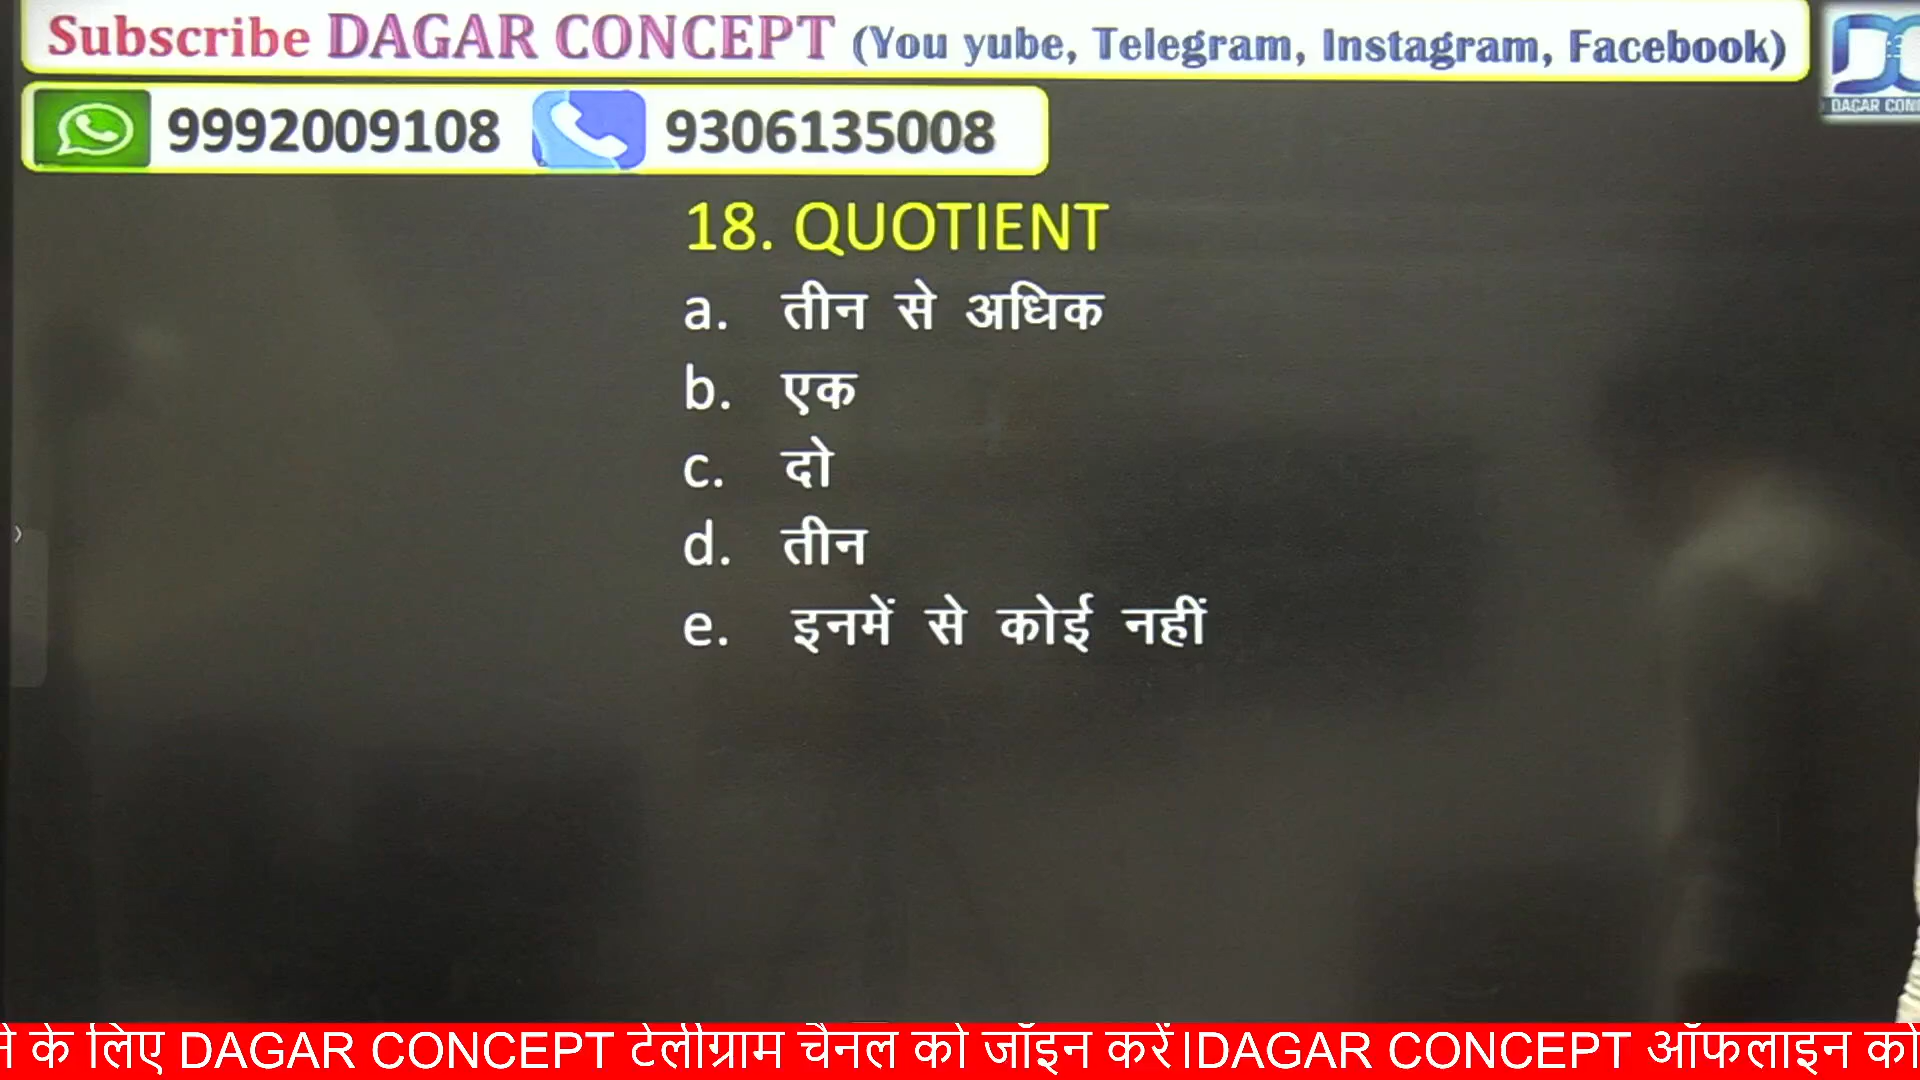 Subscribe DAGAR CONCEPT (You yube, Telegram, Instagram, Facebook)
DAGAR
9992009108 9306135008
18. QUOTIENT
a. तीन से अधिक
b. एक
c. दो
d. तीन
e. इनमें से कोई नहीं
के लिए DAGAR CONCEPT टेलीग्राम चैनल को जॉइन करें।DAGAR CONCEPT ऑफलाइन को